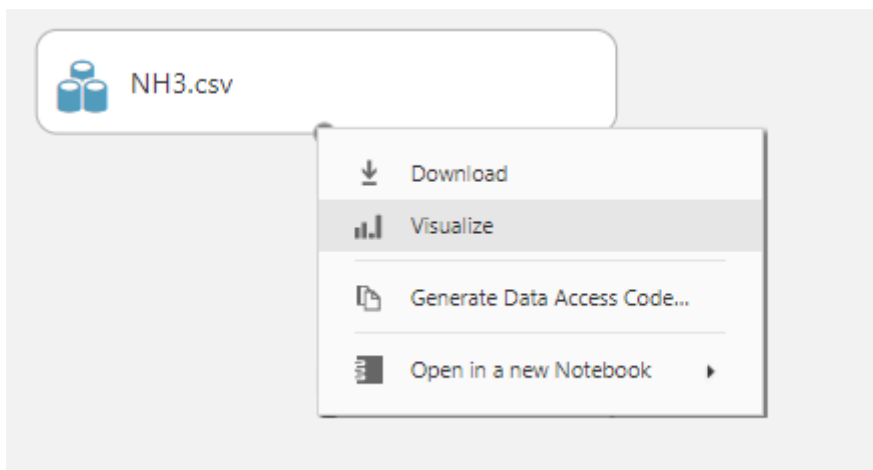 NH3.csv
Download
Visualize
Generate Data Access Code...
Open in a new Notebook